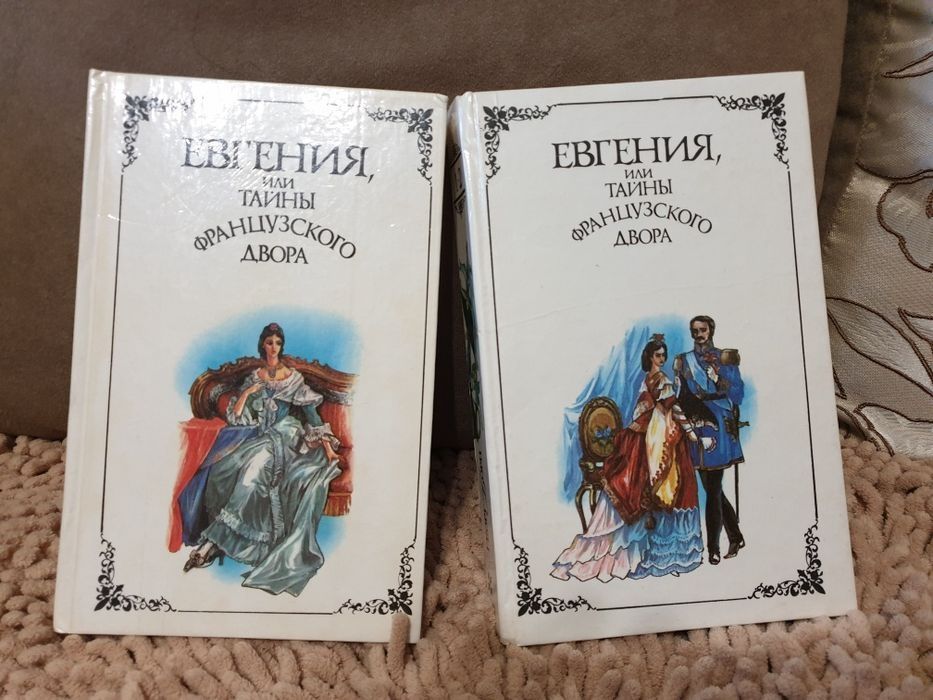 ЕВГЕНИЯ,
ИЛИ
ТАЙНЫ
ФРАНЦУЗСКОГО
ДВОРА
ЕВГЕНИЯ,
ИЛИ
ТАЙНЫ
ФРАНЦУЗСКОГО
ДВОРА